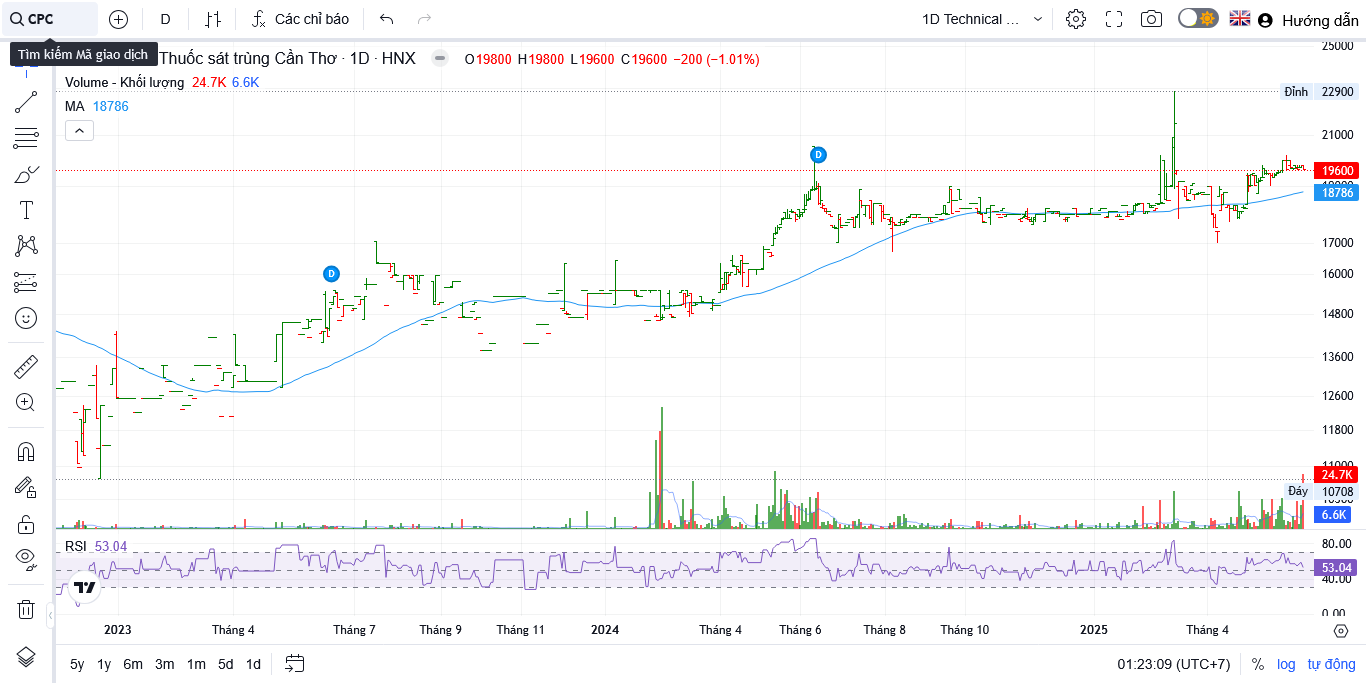 CPC
D
Các chỉ báo
1D Technical ...
Hướng dẫn
Tìm kiếm Mã giao dịch
Thuốc sát trùng Cần Thơ · 1D · HNX
O19800 H19800 L19600 C19600 −200 (−1.01%)
Volume - Khối lượng 24.7K 6.6K
MA 18786
25000
Đỉnh 22900
21000
19600
18786
17000
16000
14800
13600
12600
11800
11000
24.7K
Đáy 10708
6.6K
D
D
RSI 53.04
80.00
53.04
40.00
0.00
2023 Tháng 4 Tháng 7 Tháng 9 Tháng 11 2024 Tháng 4 Tháng 6 Tháng 8 Tháng 10 2025 Tháng 4
5y 1y 6m 3m 1m 5d 1d
01:23:09 (UTC+7) % log tự động